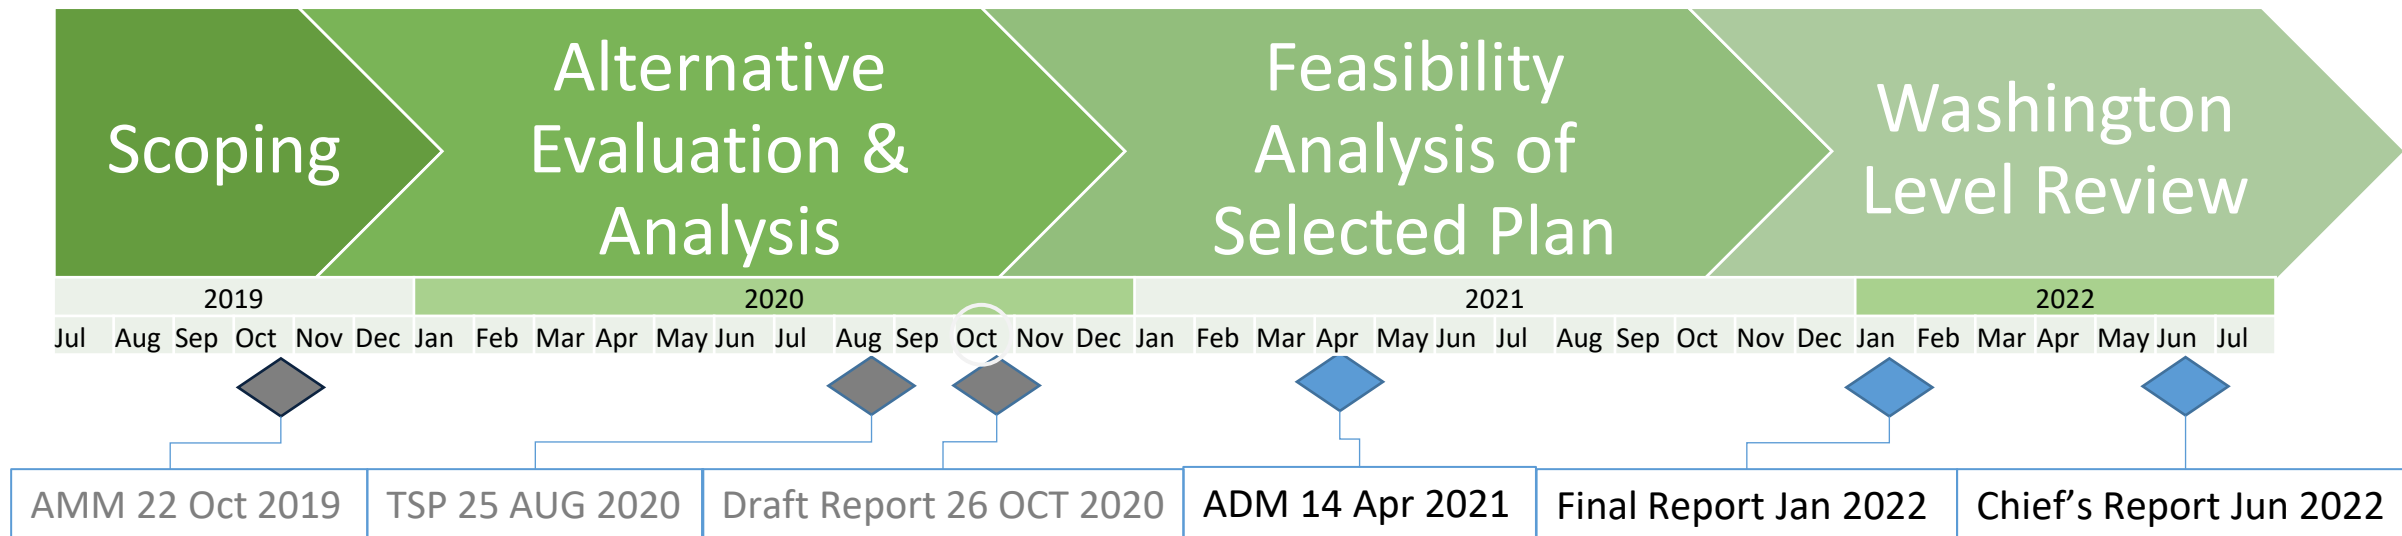 Scoping
Alternative
Evaluation &
Analysis
Feasibility
Analysis of
Selected Plan
Washington
Level Review
2019 2020 2021 2022
Jul Aug Sep Oct Nov Dec Jan Feb Mar Apr May Jun Jul Aug Sep Oct Nov Dec Jan Feb Mar Apr May Jun Jul Aug Sep Oct Nov Dec Jan Feb Mar Apr May Jun Jul
AMM 22 Oct 2019
TSP 25 AUG 2020
Draft Report 26 OCT 2020
ADM 14 Apr 2021
Final Report Jan 2022
Chief’s Report Jun 2022